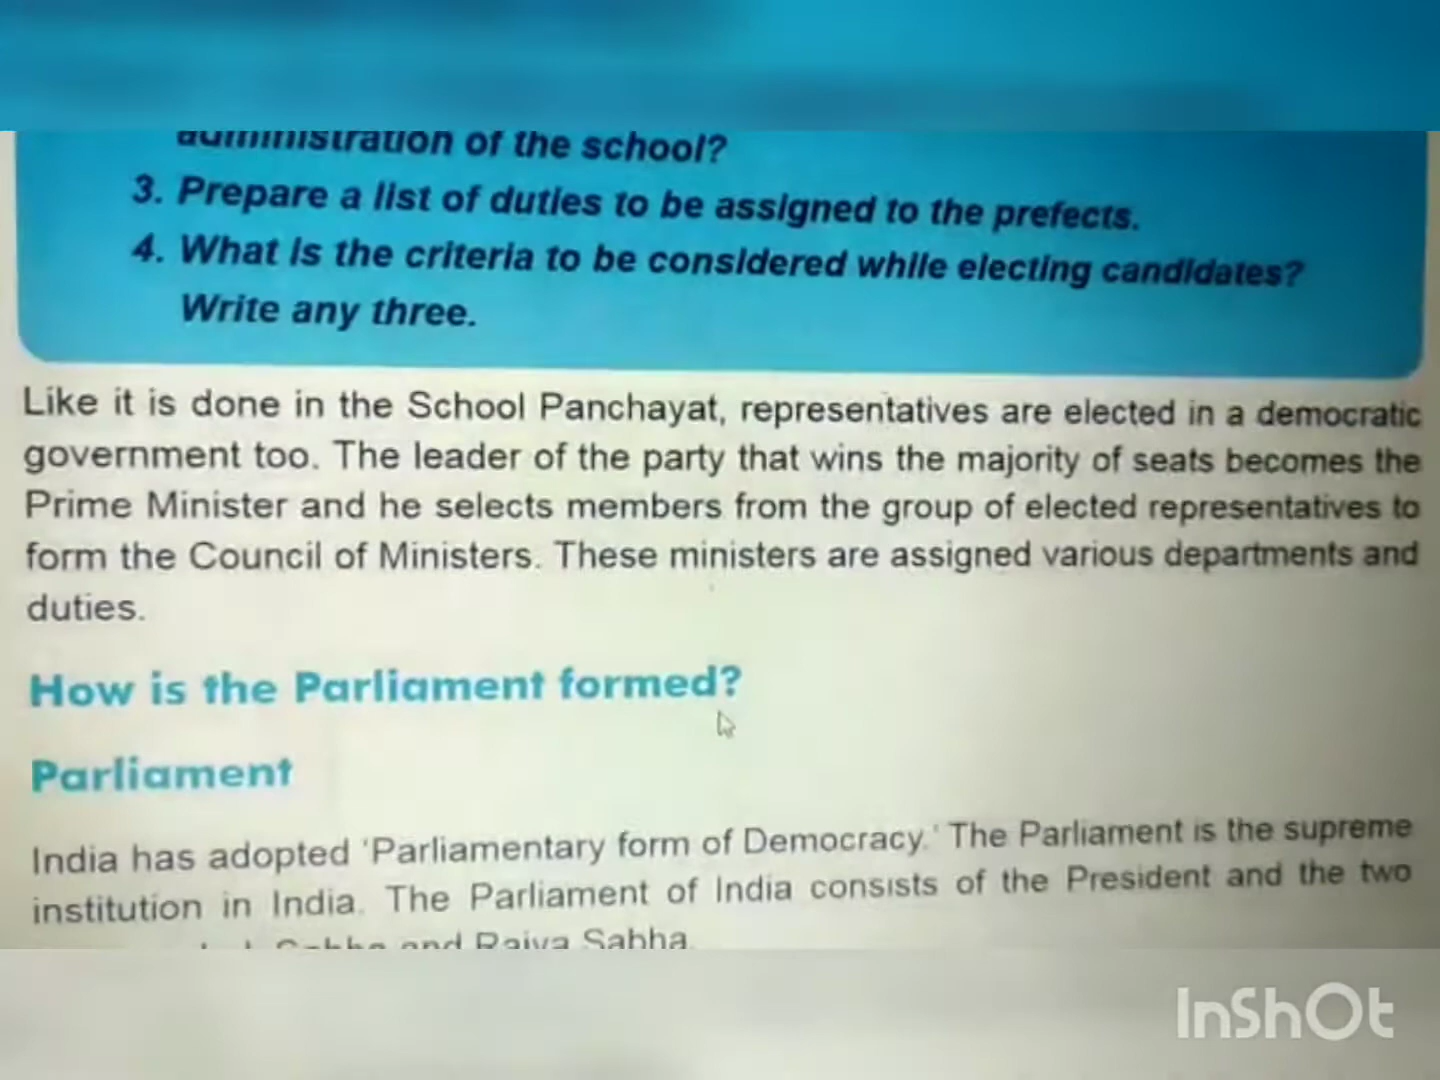 administration of the school?
3. Prepare a list of duties to be assigned to the prefects.
4. What is the criteria to be considered while electing candidates?
Write any three.
Like it is done in the School Panchayat, representatives are elected in a democratic
government too. The leader of the party that wins the majority of seats becomes the
Prime Minister and he selects members from the group of elected representatives to
form the Council of Ministers. These ministers are assigned various departments and
duties.
How is the Parliament formed?
Parliament
India has adopted 'Parliamentary form of Democracy.' The Parliament is the supreme
institution in India. The Parliament of India consists of the President and the two
Sabha and Rajya Sabha.
InShOt